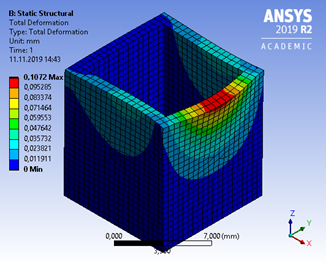 B: Static Structural
Total Deformation
Type: Total Deformation
Unit: mm
Time: 1
11.11.2019 14:43
0,1072 Max
0,095285
0,083374
0,071464
0,059553
0,047642
0,035732
0,023821
0,011911
0 Min
ANSYS
2019 R2
ACADEMIC
0,000
7,000 (mm)
Z
Y
X